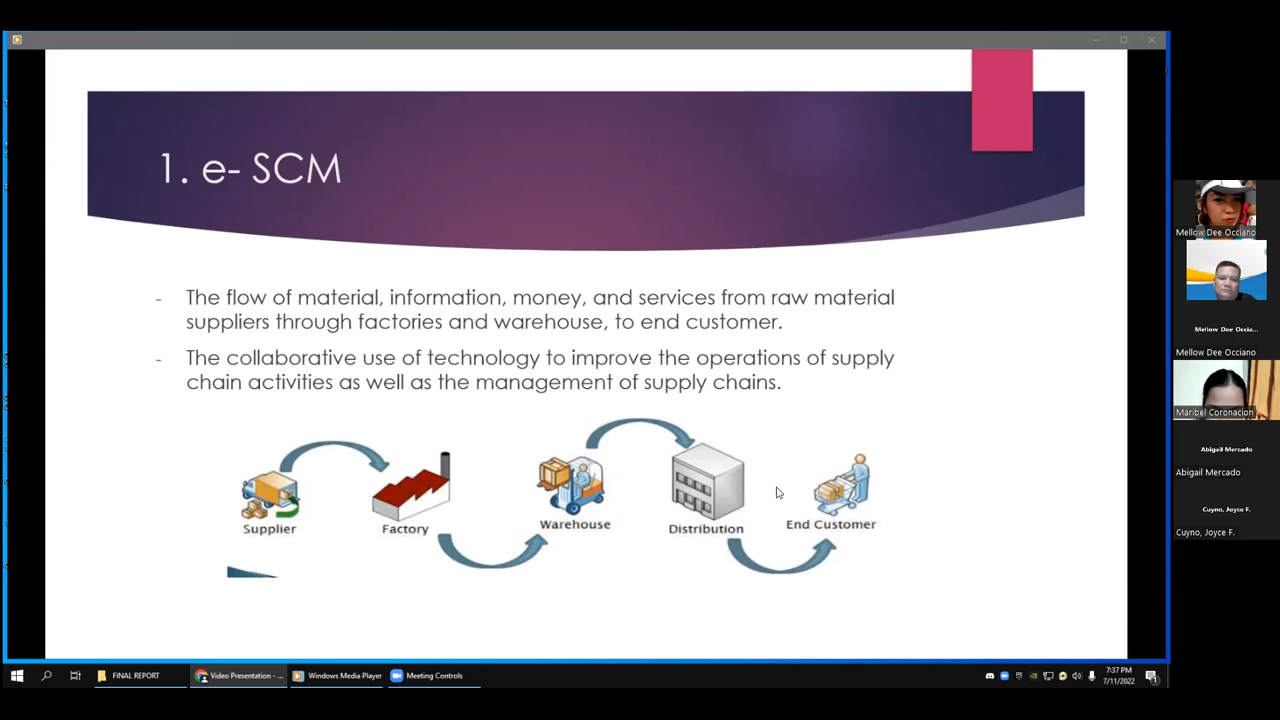 1. e- SCM
- The flow of material, information, money, and services from raw material
suppliers through factories and warehouse, to end customer.
- The collaborative use of technology to improve the operations of supply
chain activities as well as the management of supply chains.
Supplier
Factory
Warehouse
Distribution
End Customer
Mellow Dee Occiano
Mellow Dee Occia...
Mellow Dee Occiano
Maribel Coronacion
Abigail Mercado
Abigail Mercado
Cuyno, Joyce F.
Cuyno, Joyce F.
FINAL REPORT
Video Presentation - ...
Windows Media Player
Meeting Controls
7:37 PM
7/11/2022